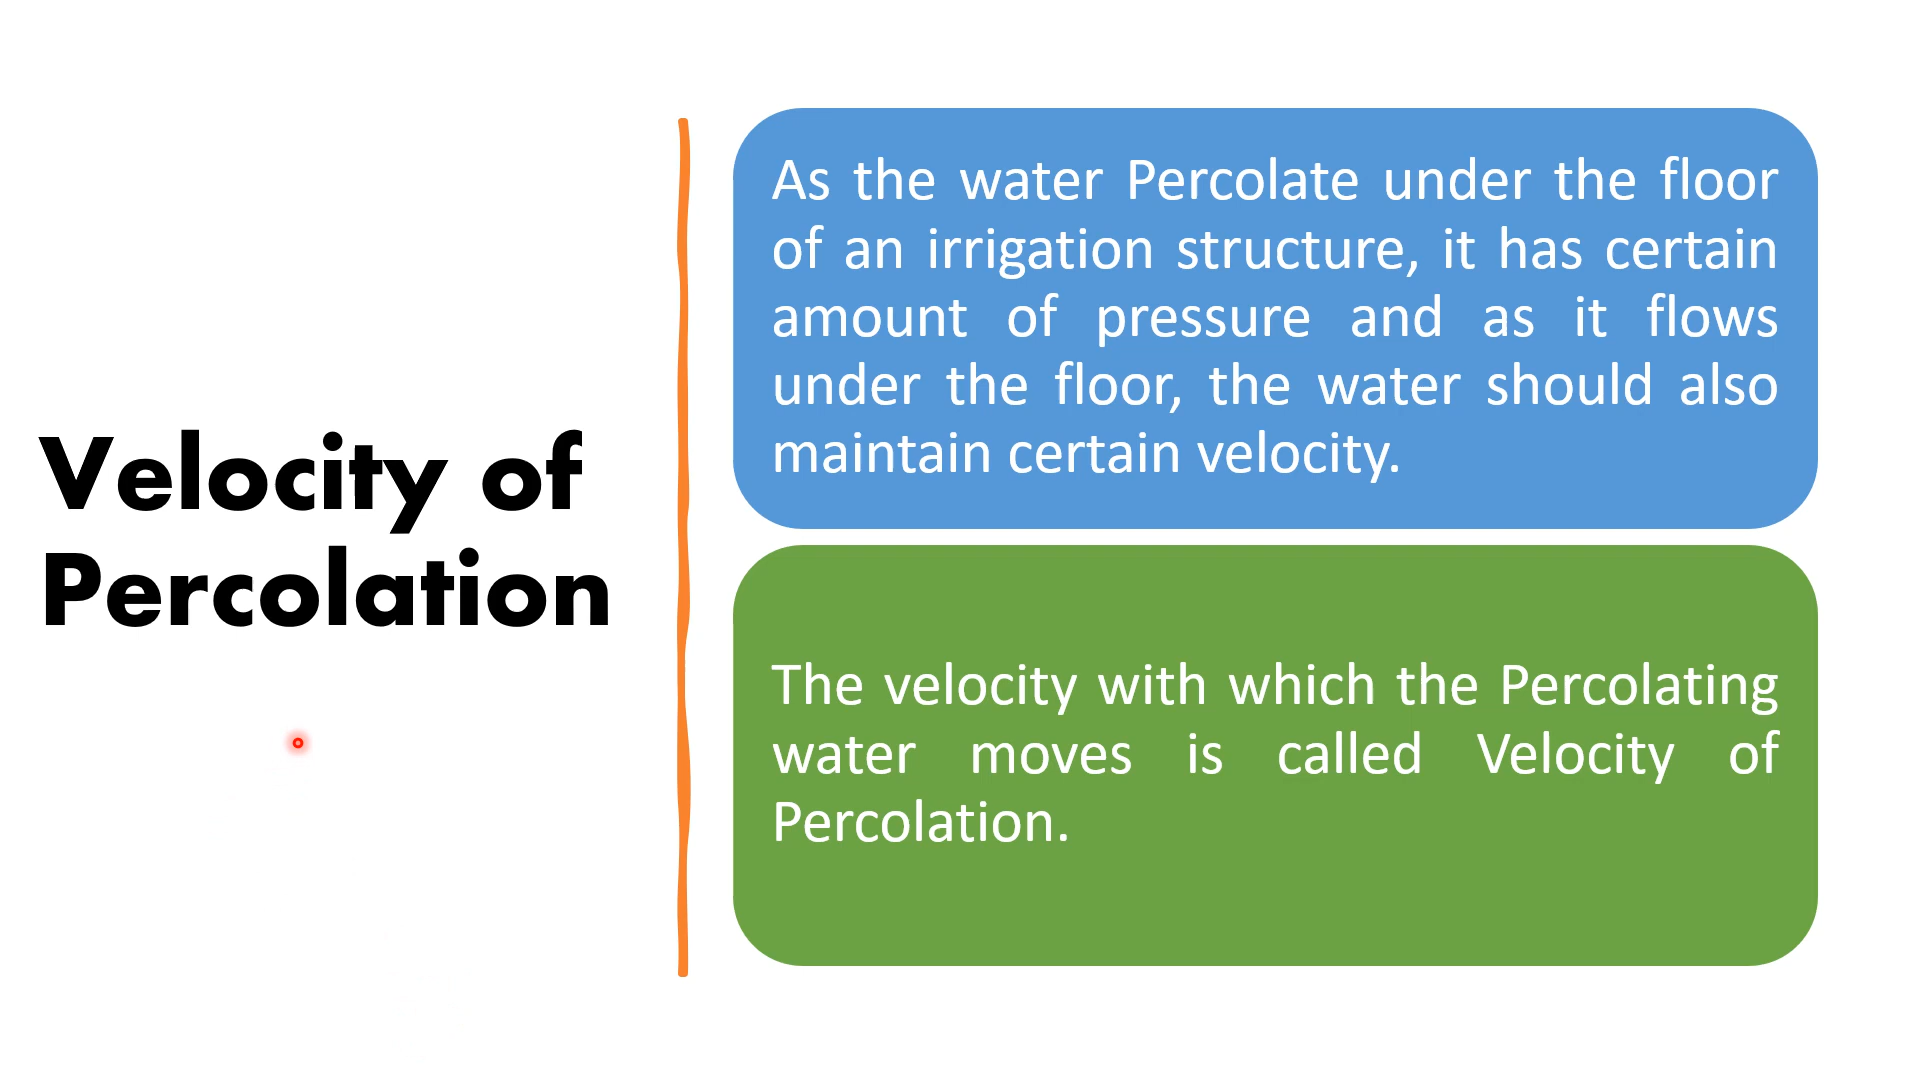 Velocity of
Percolation
As the water Percolate under the floor
of an irrigation structure, it has certain
amount of pressure and as it flows
under the floor, the water should also
maintain certain velocity.
The velocity with which the Percolating
water moves is called Velocity of
Percolation.